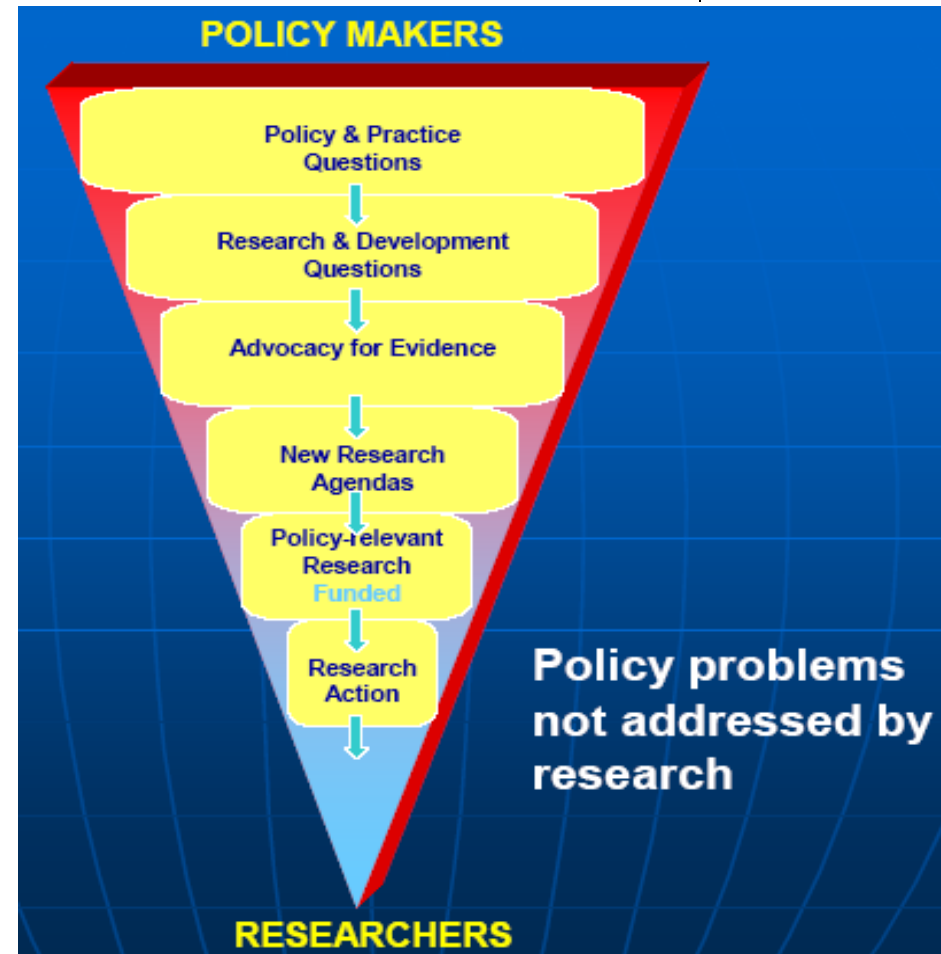 POLICY MAKERS
Policy & Practice
Questions
Research & Development
Questions
Advocacy for Evidence
New Research
Agendas
Policy-relevant
Research
Funded
Research
Action
Policy problems
not addressed by
research
RESEARCHERS